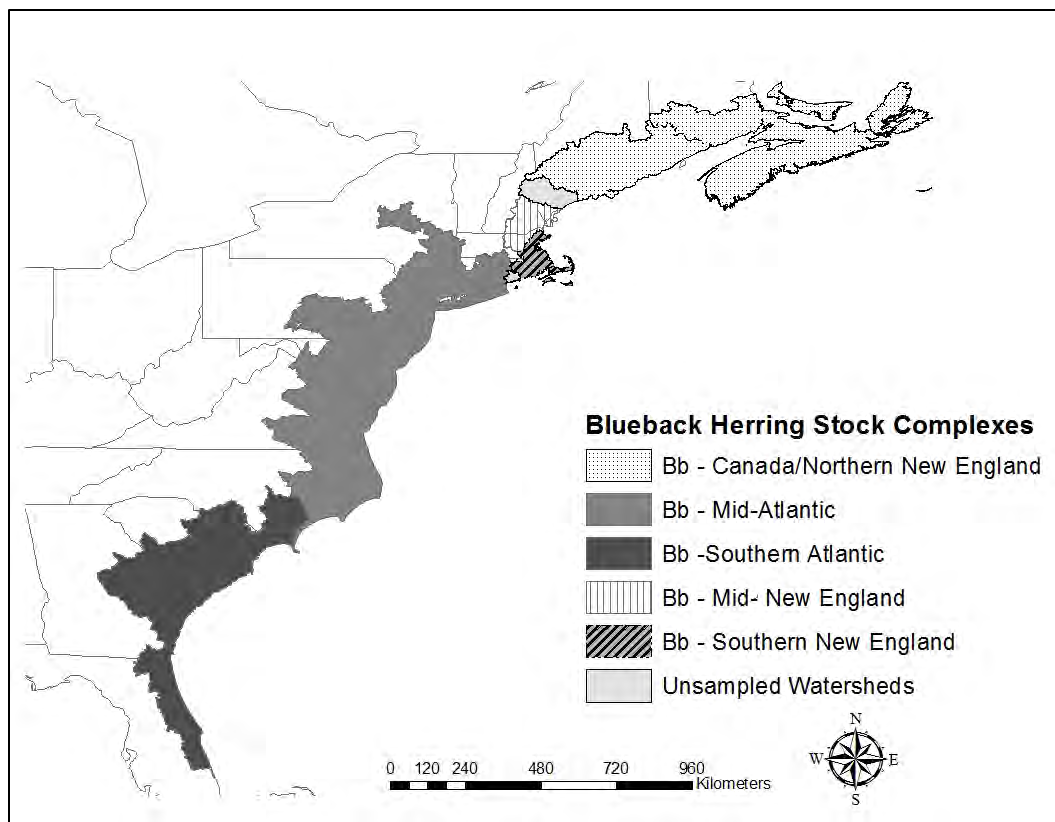 Blueback Herring Stock Complexes
Bb - Canada/Northern New England
Bb - Mid-Atlantic
Bb -Southern Atlantic
Bb - Mid- New England
Bb - Southern New England
Unsampled Watersheds
N
W E
S
0 120 240 480 720 960
Kilometers